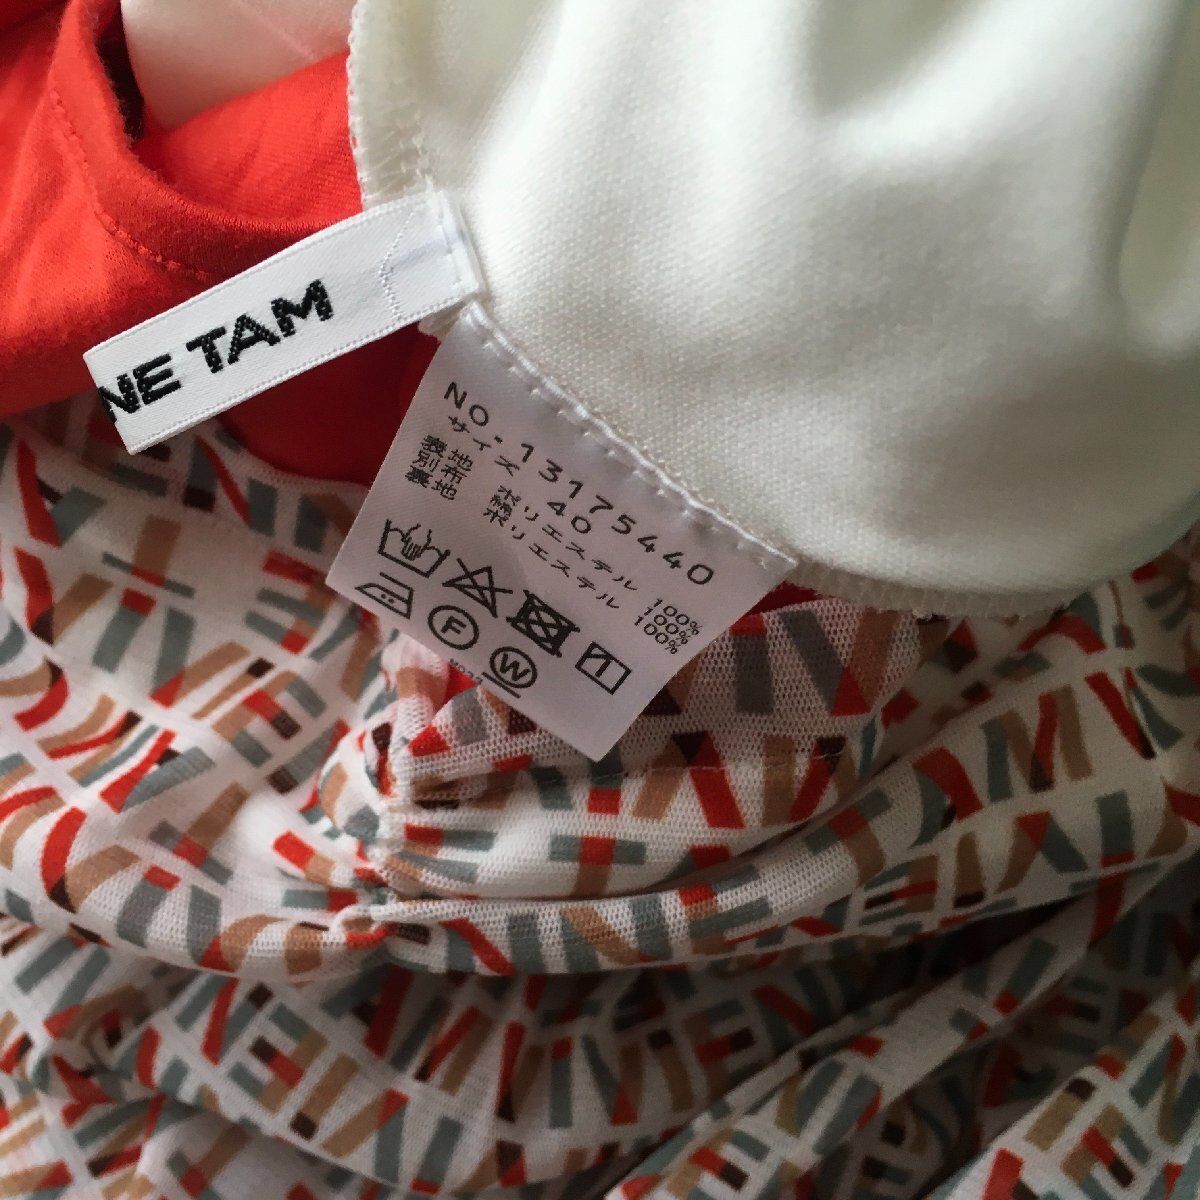 NE TAM
NO.13175440
サイズ 40
表地 ポリエステル 100%
別布 綿 100%
裏地 ポリエステル 100%
F
W